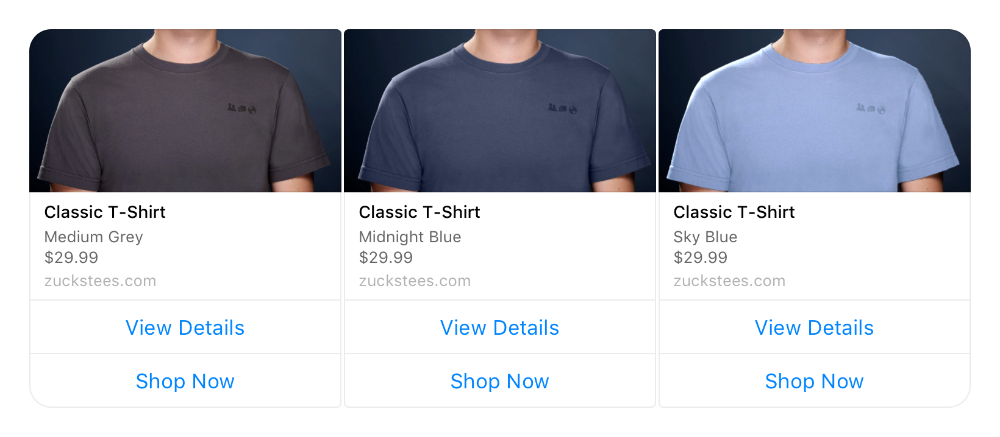 Classic T-Shirt
Medium Grey
$29.99
zuckstees.com
View Details
Shop Now
Classic T-Shirt
Midnight Blue
$29.99
zuckstees.com
View Details
Shop Now
Classic T-Shirt
Sky Blue
$29.99
zuckstees.com
View Details
Shop Now